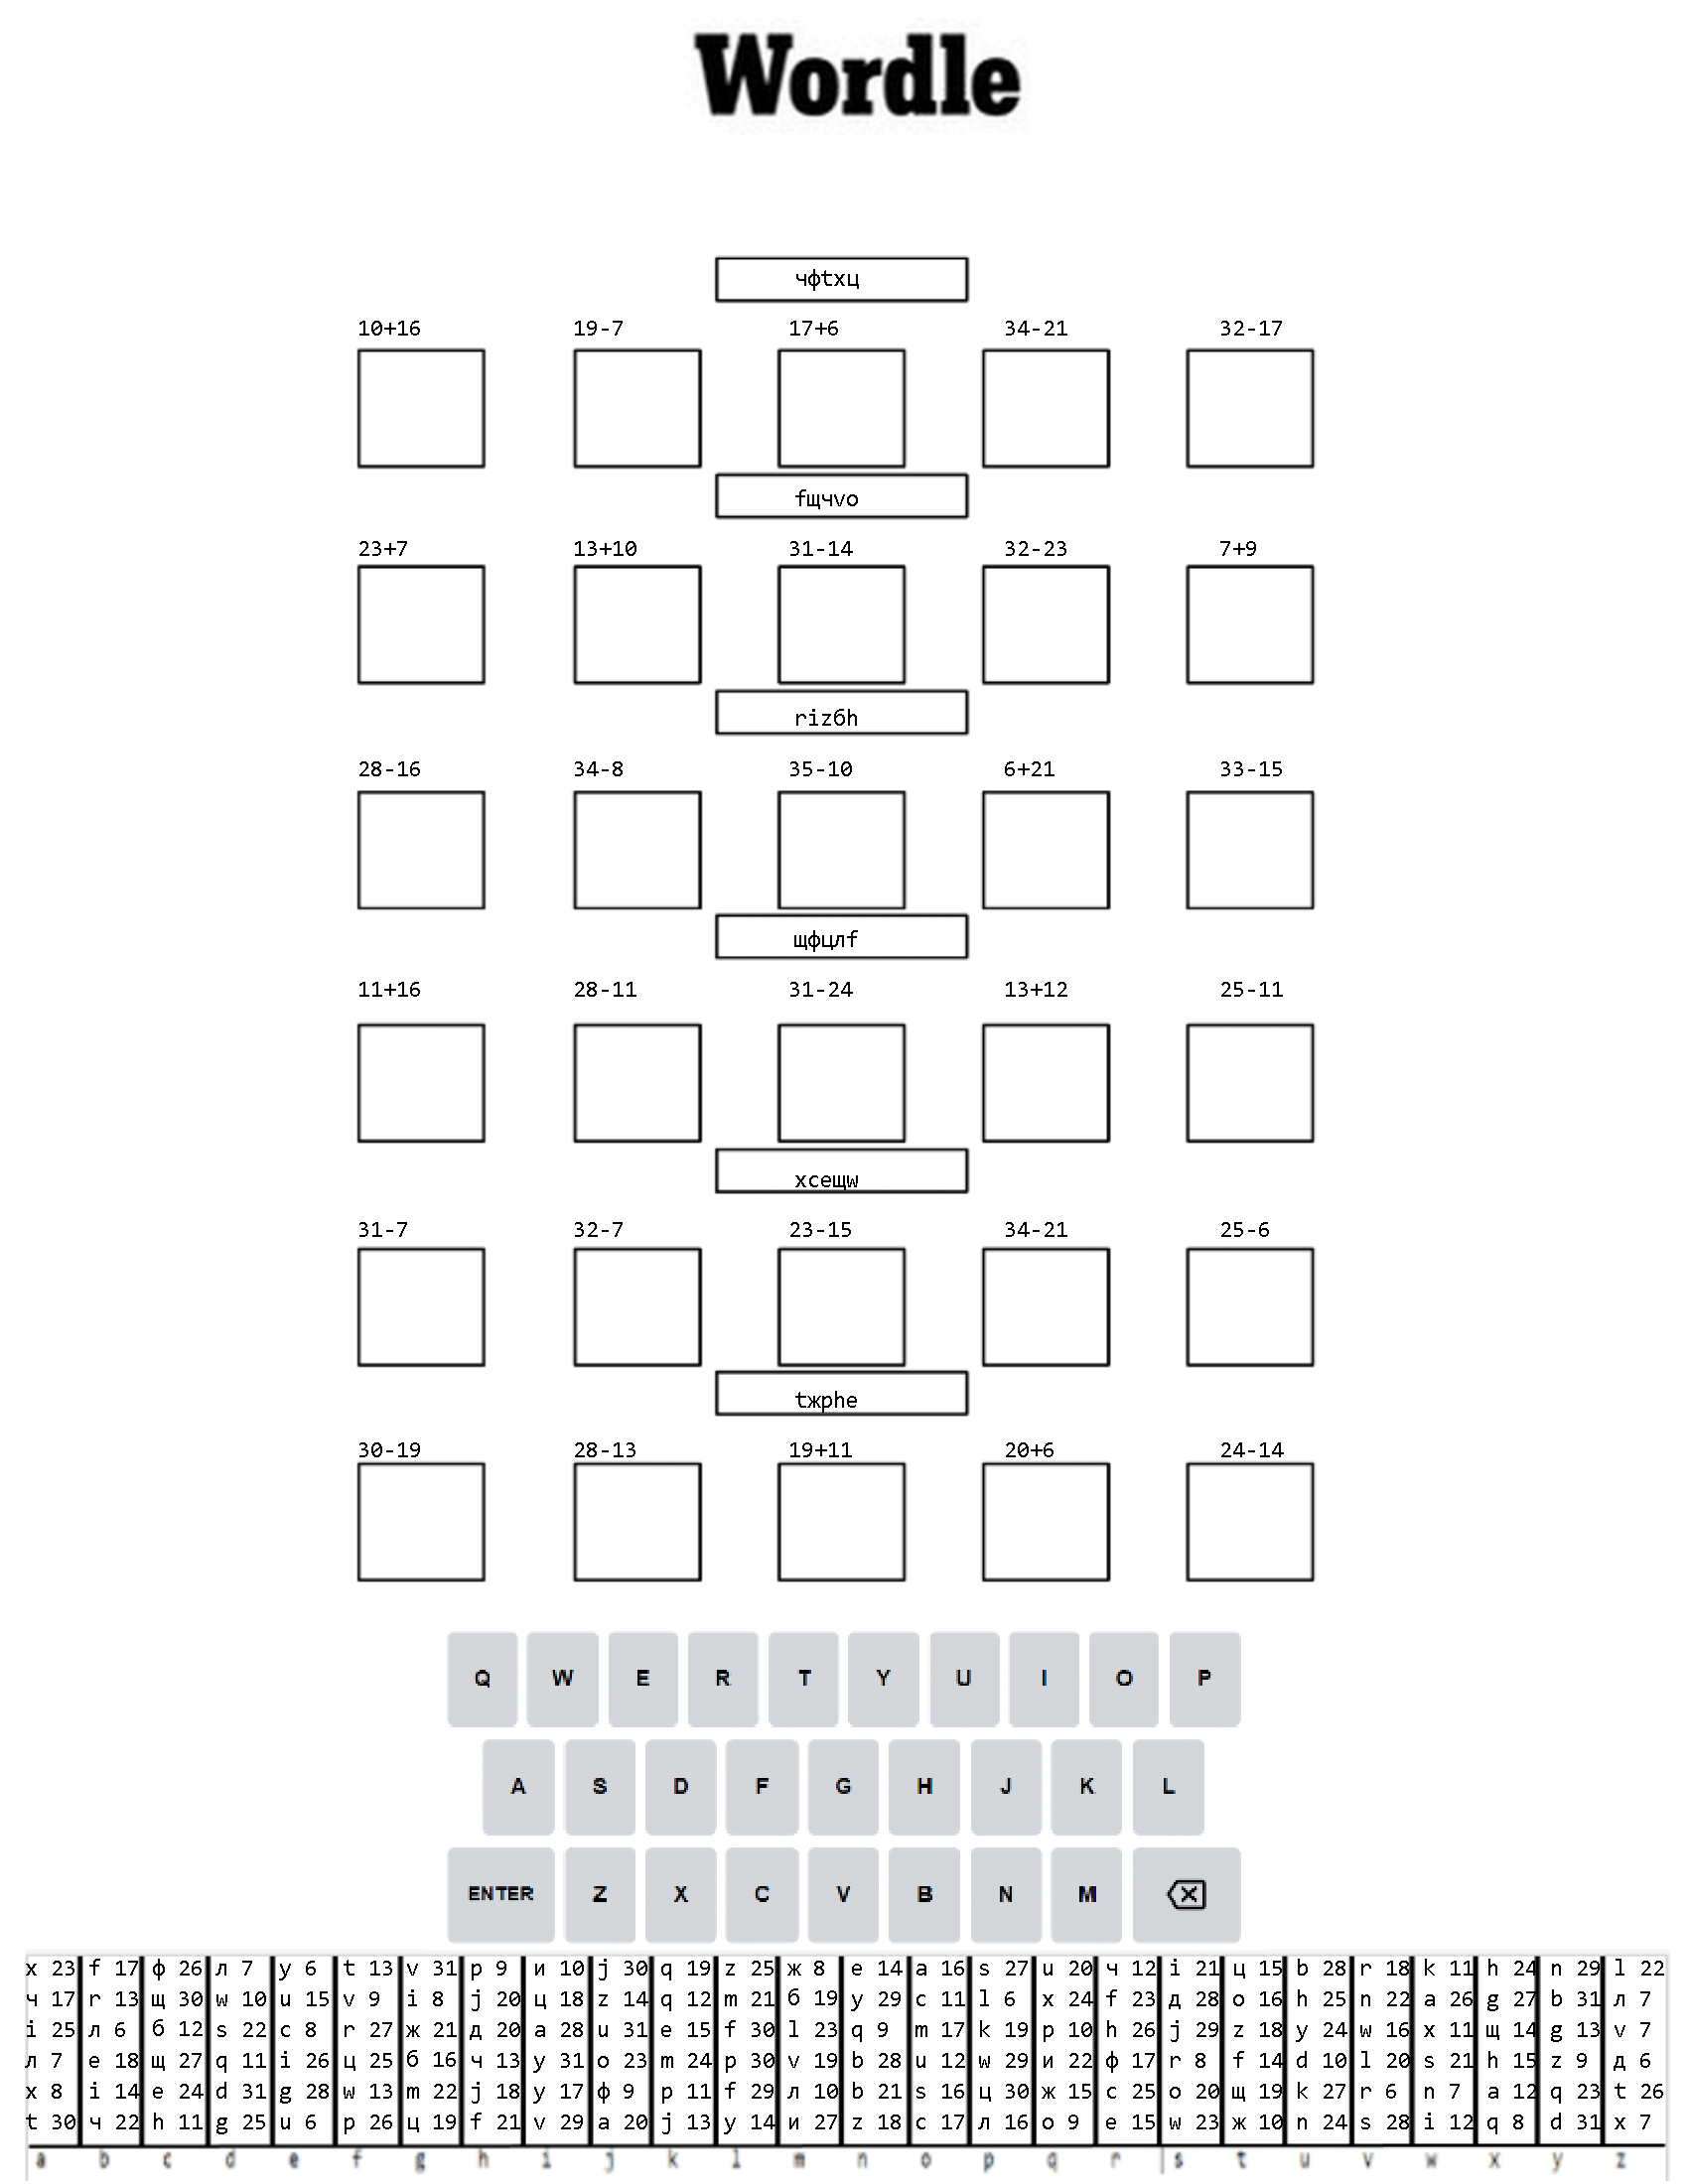 Wordle
чфtxц
10+16 19-7 17+6 34-21 32-17
fщчvo
23+7 13+10 31-14 32-23 7+9
rizбh
28-16 34-8 35-10 6+21 33-15
щфцлf
11+16 28-11 31-24 13+12 25-11
xceщw
31-7 32-7 23-15 34-21 25-6
tжphe
30-19 28-13 19+11 20+6 24-14
Q W E R T Y U I O P
A S D F G H J K L
ENTER Z X C V B N M
x 23 f 17 ф 26 л 7 y 6 t 13 v 31 p 9 и 10 j 30 q 19 z 25 ж 8 e 14 a 16 s 27 u 20 ч 12 i 21 ц 15 b 28 r 18 k 11 h 24 n 29 l 22
ч 17 r 13 щ 30 w 10 u 15 v 9 i 8 j 20 ц 18 z 14 q 12 m 21 б 19 y 29 c 11 l 6 x 24 f 23 д 28 o 16 h 25 n 22 a 26 g 27 b 31 л 7
i 25 л 6 б 12 s 22 c 8 r 27 ж 21 д 20 a 28 u 31 e 15 f 30 l 23 q 9 m 17 k 19 p 10 h 26 j 29 z 18 y 24 w 16 x 11 щ 14 g 13 v 7
л 7 e 18 щ 27 q 11 i 26 ц 25 б 16 ч 13 y 31 o 23 m 24 p 30 v 19 b 28 u 12 w 29 и 22 ф 17 r 8 f 14 d 10 l 20 s 21 h 15 z 9 д 6
x 8 i 14 e 24 d 31 g 28 w 13 m 22 j 18 y 17 ф 9 p 11 f 29 л 10 b 21 s 16 ц 30 ж 15 c 25 o 20 щ 19 k 27 r 6 n 7 a 12 q 23 t 26
t 30 ч 22 h 11 g 25 u 6 p 26 ц 19 f 21 v 29 a 20 j 13 y 14 и 27 z 18 c 17 л 16 o 9 e 15 w 23 ж 10 n 24 s 28 i 12 q 8 d 31 x 7
a b c d e f g h i j k l m n o p q r s t u v w x y z